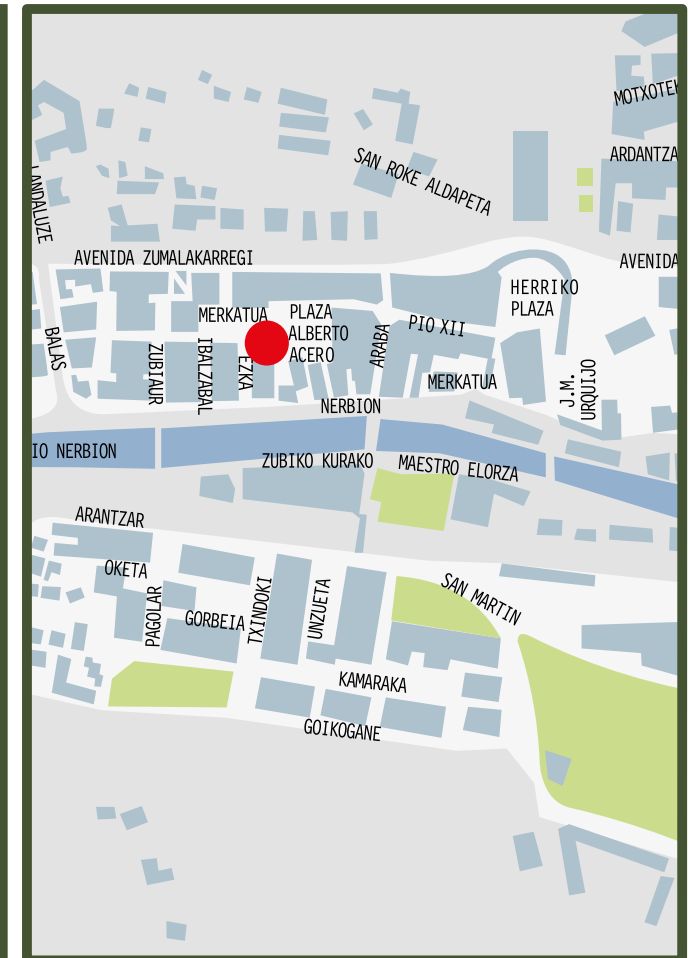 MOTXOTEK
ARDANTZA
SAN ROKE ALDAPETA
LANDALUZE
AVENIDA ZUMALAKARREGI
AVENIDA
HERRIKO
PLAZA
MERKATUA
PLAZA
ALBERTO
ACERO
PIO XII
ARABA
BALAS
ZUBIAUR
IBALZABAL
EZKA
MERKATUA
J.M.
URQUIJO
NERBION
IO NERBION
ZUBIKO KURAKO
MAESTRO ELORZA
ARANTZAR
OKETA
PAGOLAR
GORBEIA
TXINDOKI
UNZUETA
SAN MARTIN
KAMARAKA
GOIKOGANE